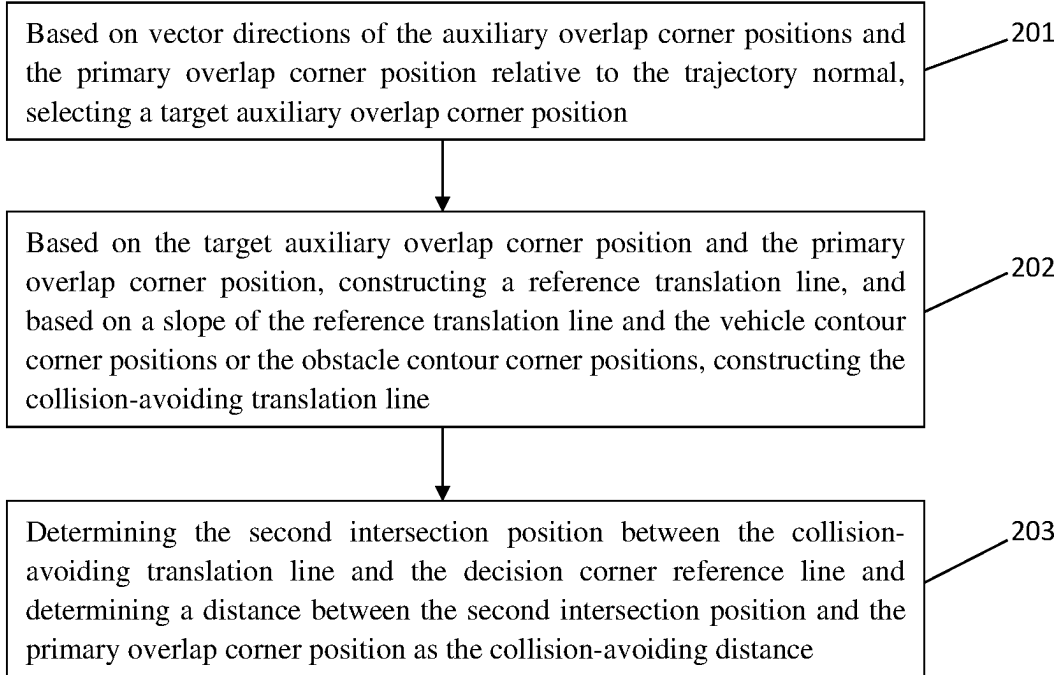 Based on vector directions of the auxiliary overlap corner positions and
the primary overlap corner position relative to the trajectory normal,
selecting a target auxiliary overlap corner position
201
Based on the target auxiliary overlap corner position and the primary
overlap corner position, constructing a reference translation line, and
based on a slope of the reference translation line and the vehicle contour
corner positions or the obstacle contour corner positions, constructing the
collision-avoiding translation line
202
Determining the second intersection position between the collision-
avoiding translation line and the decision corner reference line and
determining a distance between the second intersection position and the
primary overlap corner position as the collision-avoiding distance
203